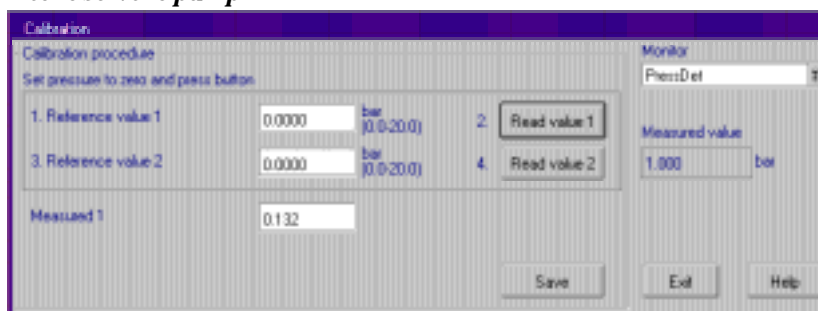 Calibration
Calibration procedure
Set pressure to zero and press button
1. Reference value 1 0.0000 bar (0.0-20.0) 2. Read value 1
3. Reference value 2 0.0000 bar (0.0-20.0) 4. Read value 2
Measured 1 0.132
Save
Monitor
PressDet
Measured value
1.000 bar
Exit Help